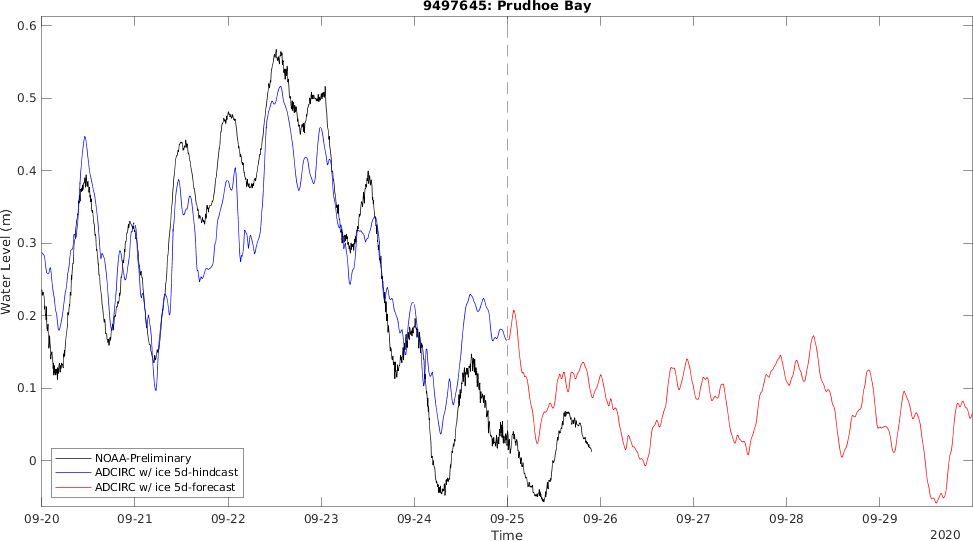 9497645: Prudhoe Bay
0.6
0.5
0.4
0.3
0.2
0.1
0
Water Level (m)
NOAA-Preliminary
ADCIRC w/ ice 5d-hindcast
ADCIRC w/ ice 5d-forecast
09-20 09-21 09-22 09-23 09-24 09-25 09-26 09-27 09-28 09-29
Time
2020